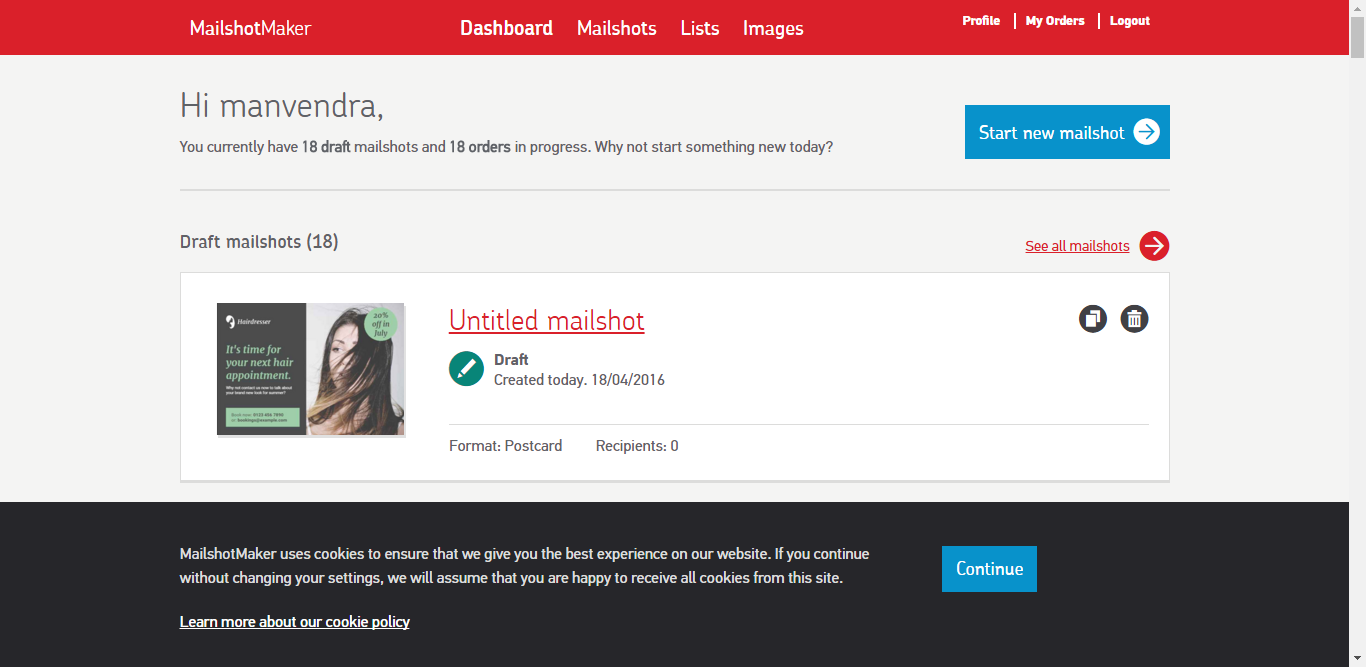 MailshotMaker
Dashboard Mailshots Lists Images
Profile My Orders Logout
Hi manvendra,
You currently have 18 draft mailshots and 18 orders in progress. Why not start something new today?
Start new mailshot
Draft mailshots (18)
See all mailshots
Hairdresser
20%
off in
July
It's time for
your next hair
appointment.
Why not contact us now to talk about
your brand new look for summer?
Book now: 0123 456 7890
or: bookings@example.com
Untitled mailshot
Draft
Created today. 18/04/2016
Format: Postcard Recipients: 0
MailshotMaker uses cookies to ensure that we give you the best experience on our website. If you continue
without changing your settings, we will assume that you are happy to receive all cookies from this site.
Continue
Learn more about our cookie policy